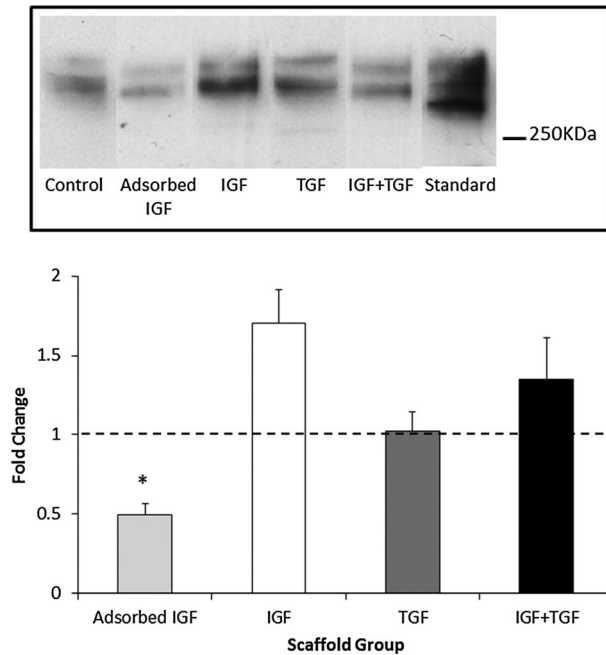 250KDa
Control Adsorbed IGF IGF TGF IGF+TGF Standard
2
1.5
1
0.5
0
Fold Change
*
Adsorbed IGF IGF TGF IGF+TGF
Scaffold Group